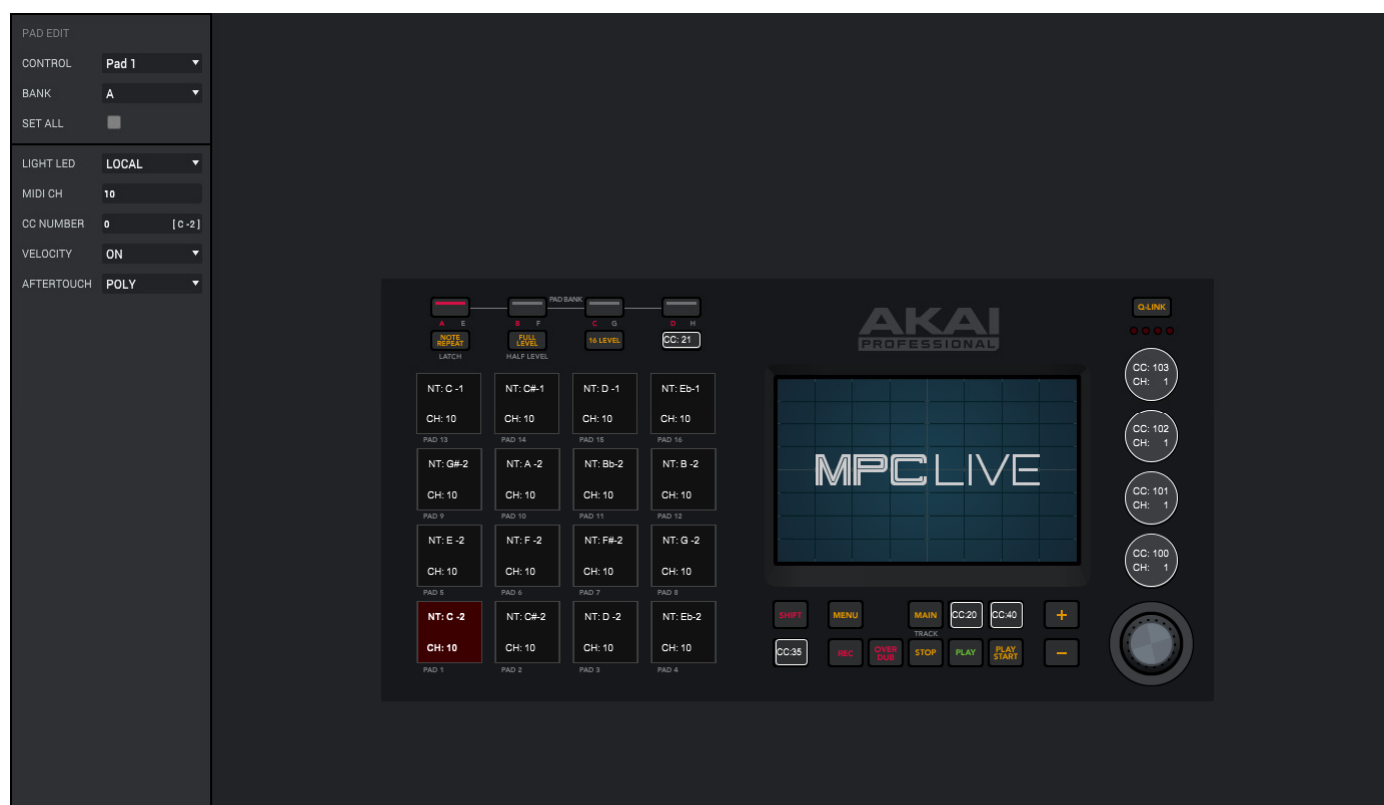 PAD EDIT
CONTROL Pad 1
BANK A
SET ALL
LIGHT LED LOCAL
MIDI CH 10
CC NUMBER 0 [ C -2 ]
VELOCITY ON
AFTERTOUCH POLY
PAD BANK
A E B F C G D H
NOTE REPEAT
FULL LEVEL
16 LEVEL
CC: 21
LATCH
HALF LEVEL
NT: C -1 NT: C#-1 NT: D -1 NT: Eb-1
CH: 10 CH: 10 CH: 10 CH: 10
PAD 13 PAD 14 PAD 15 PAD 16
NT: G#-2 NT: A -2 NT: Bb-2 NT: B -2
CH: 10 CH: 10 CH: 10 CH: 10
PAD 9 PAD 10 PAD 11 PAD 12
NT: E -2 NT: F -2 NT: F#-2 NT: G -2
CH: 10 CH: 10 CH: 10 CH: 10
PAD 5 PAD 6 PAD 7 PAD 8
NT: C -2 NT: C#-2 NT: D -2 NT: Eb-2
CH: 10 CH: 10 CH: 10 CH: 10
PAD 1 PAD 2 PAD 3 PAD 4
AKAI
PROFESSIONAL
MPC LIVE
SHIFT MENU MAIN CC:20 CC:40 +
TRACK
CC:35 REC OVER DUB STOP PLAY PLAY START −
Q-LINK
CC: 103
CH: 1
CC: 102
CH: 1
CC: 101
CH: 1
CC: 100
CH: 1